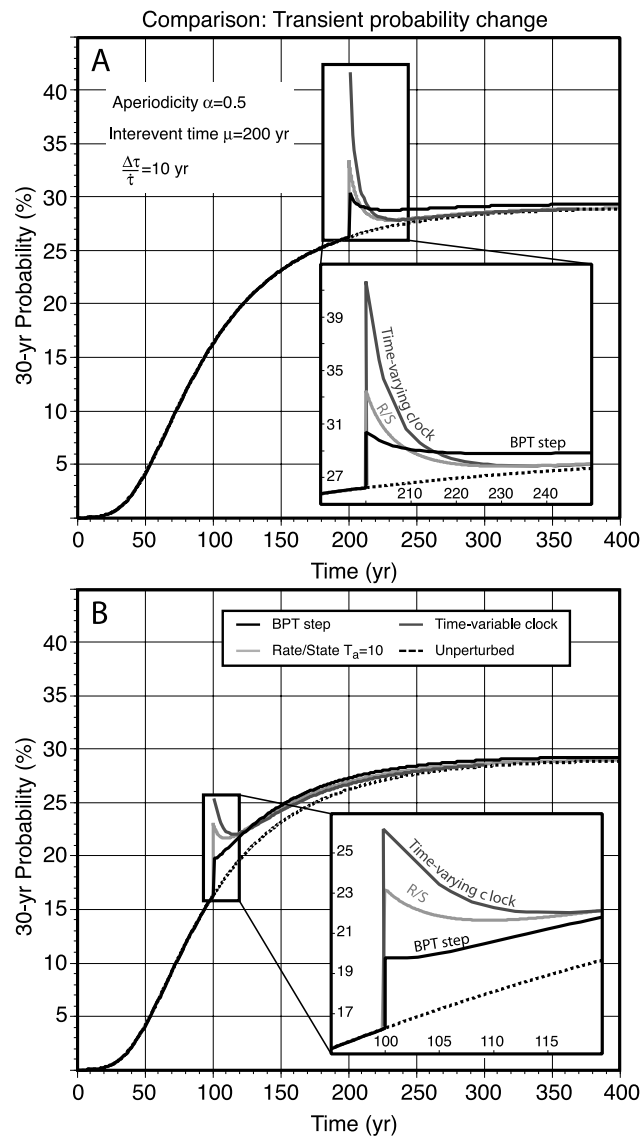 Comparison: Transient probability change
A
Aperiodicity α=0.5
Interevent time μ=200 yr
Δτ
τ̇ =10 yr
30-yr Probability (%)
40
35
30
25
20
15
10
5
0 50 100 150 200 250 300 350 400
Time (yr)
39
35
31
27
210 220 230 240
Time-varying clock
R/S
BPT step
B
BPT step
Time-variable clock
Rate/State Ta=10
Unperturbed
30-yr Probability (%)
40
35
30
25
20
15
10
5
0 50 100 150 200 250 300 350 400
Time (yr)
25
23
21
19
17
100 105 110 115
Time-varying clock
R/S
BPT step